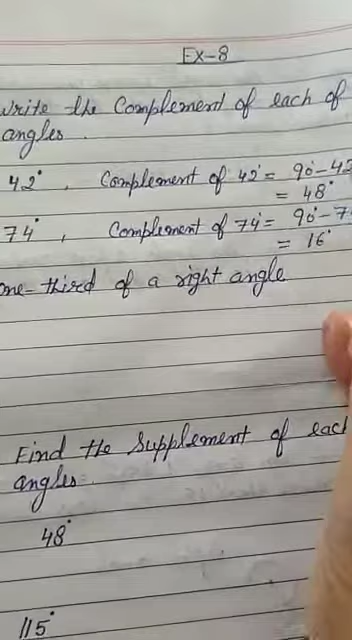 Ex-8
Write the Complement of each of
angles.
42°, Complement of 42° = 90°-42
= 48°
74°, Complement of 74° = 90°-7
= 16°
one-third of a right angle
Find the Supplement of each
angles.
48°
115°